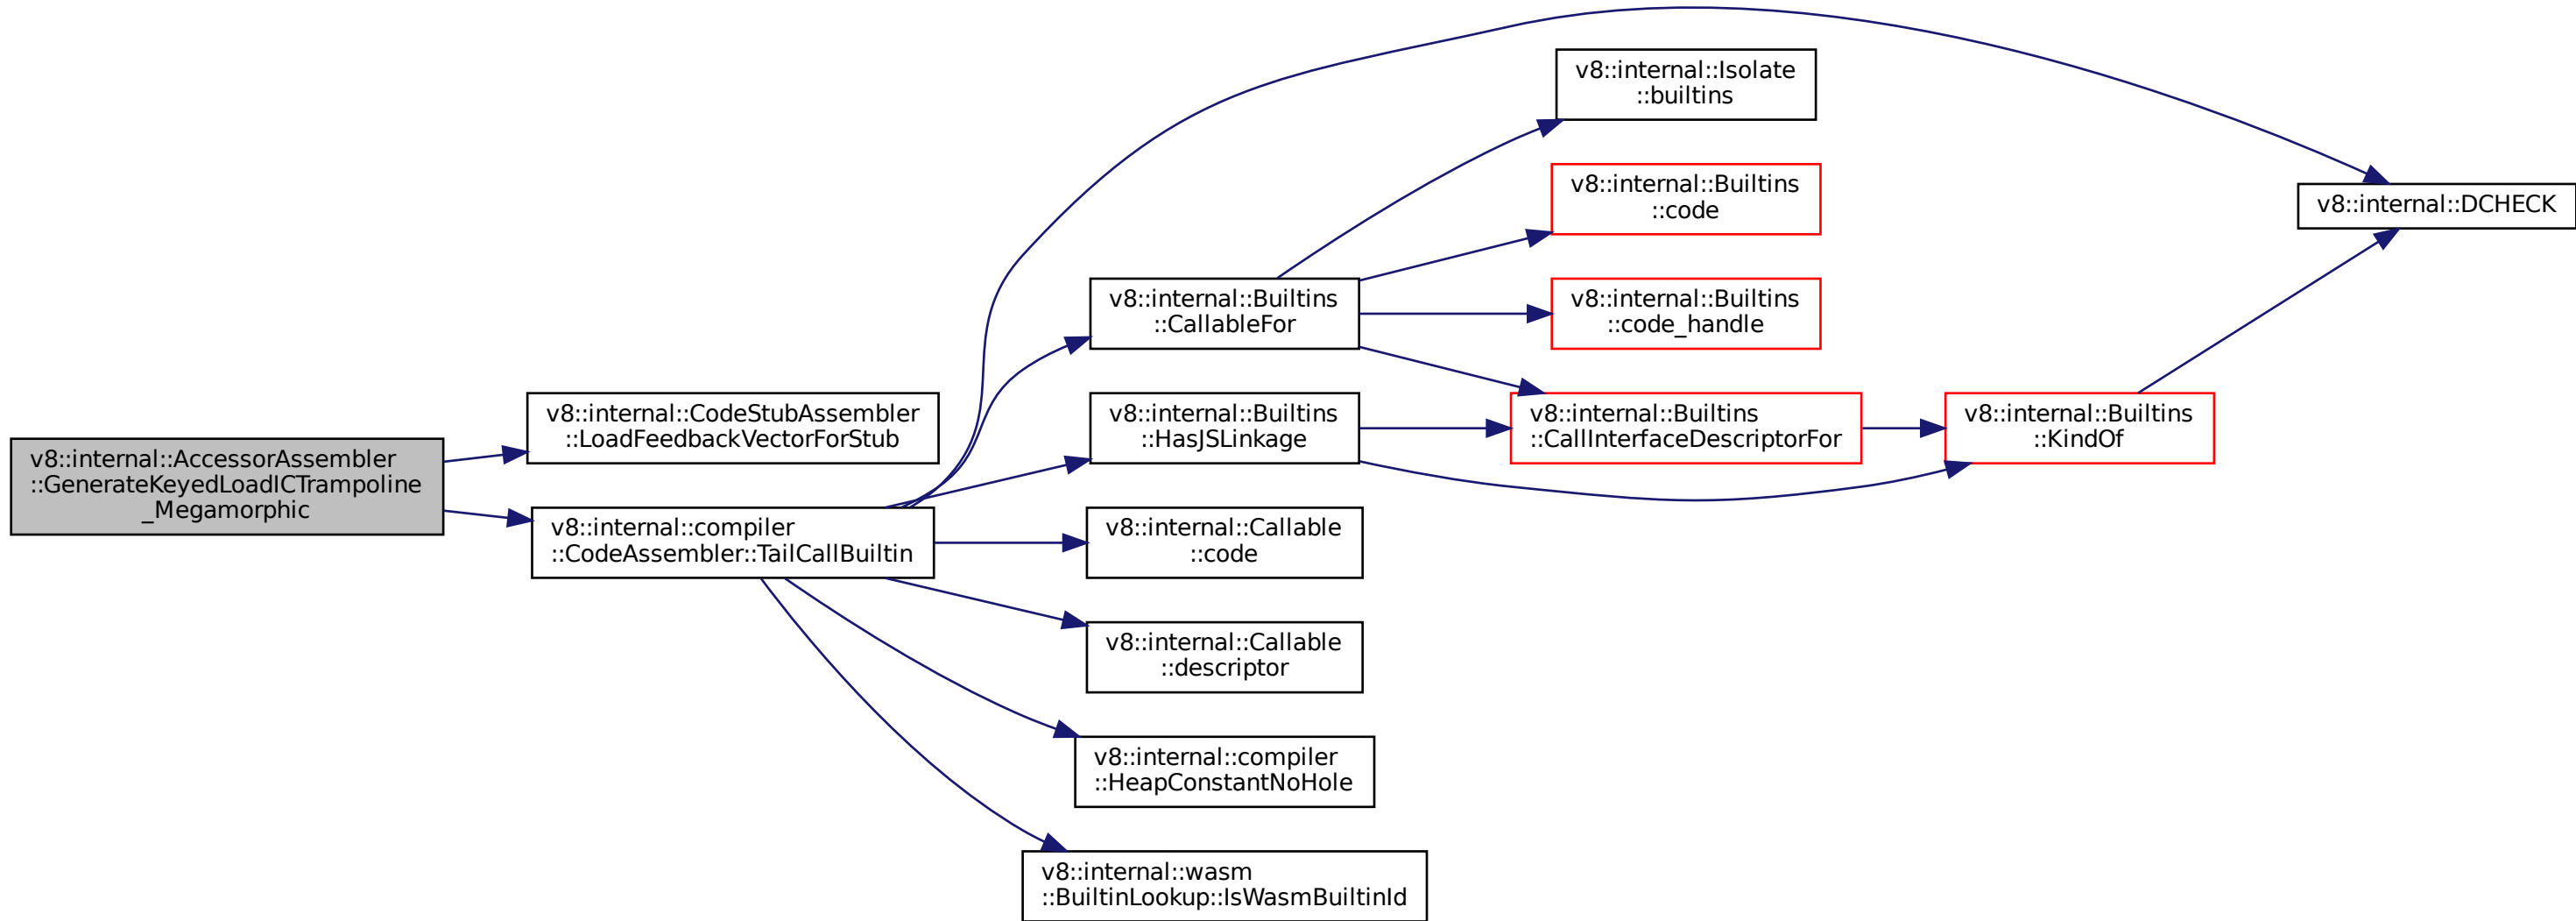 v8::internal::AccessorAssembler
::GenerateKeyedLoadICTrampoline
_Megamorphic
v8::internal::CodeStubAssembler
::LoadFeedbackVectorForStub
v8::internal::compiler
::CodeAssembler::TailCallBuiltin
v8::internal::Builtins
::CallableFor
v8::internal::Builtins
::HasJSLinkage
v8::internal::Callable
::code
v8::internal::Callable
::descriptor
v8::internal::compiler
::HeapConstantNoHole
v8::internal::wasm
::BuiltinLookup::IsWasmBuiltinId
v8::internal::Isolate
::builtins
v8::internal::Builtins
::code
v8::internal::Builtins
::code_handle
v8::internal::Builtins
::CallInterfaceDescriptorFor
v8::internal::Builtins
::KindOf
v8::internal::DCHECK